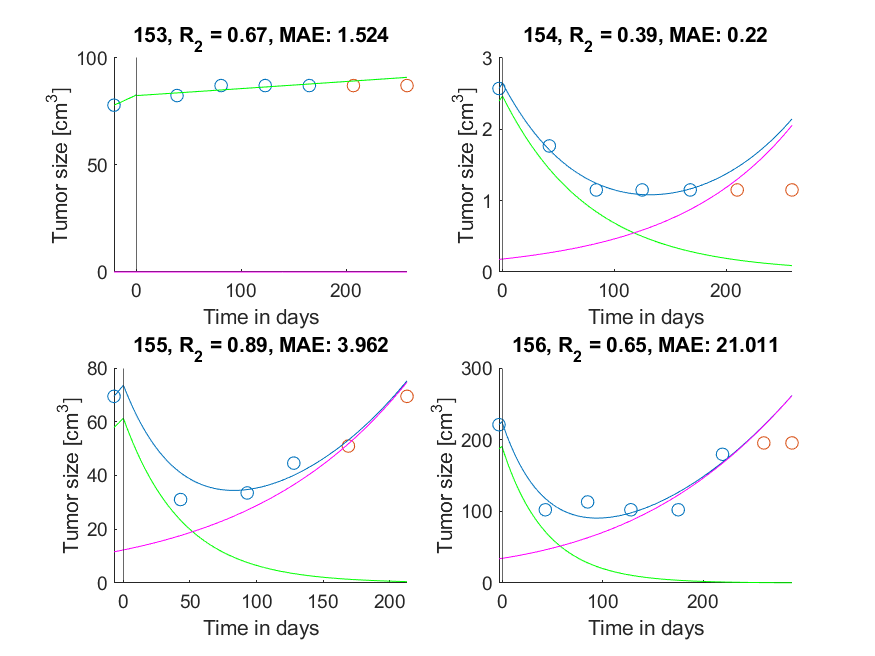 153, R₂ = 0.67, MAE: 1.524
100
50
0
Tumor size [cm³]
0
100
200
Time in days
154, R₂ = 0.39, MAE: 0.22
3
2
1
0
Tumor size [cm³]
0
100
200
Time in days
155, R₂ = 0.89, MAE: 3.962
80
60
40
20
0
Tumor size [cm³]
0
50
100
150
200
Time in days
156, R₂ = 0.65, MAE: 21.011
300
200
100
0
Tumor size [cm³]
0
100
200
Time in days